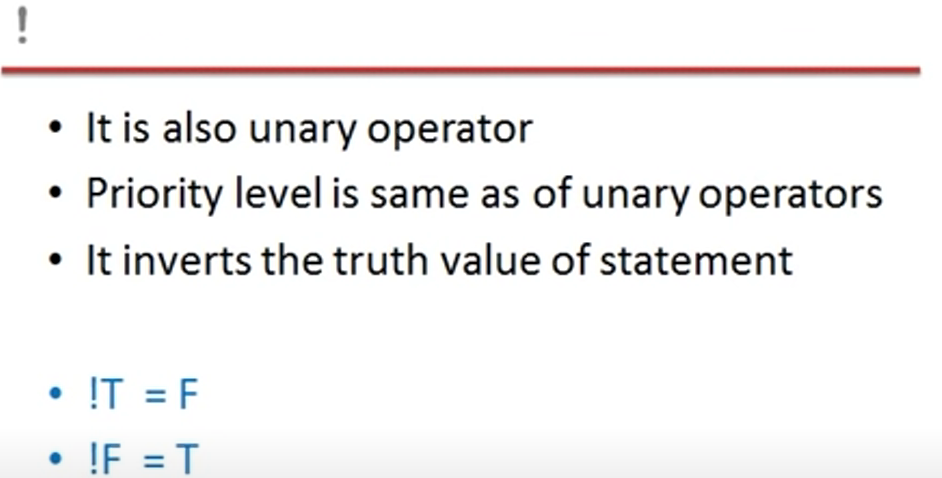 !
• It is also unary operator
• Priority level is same as of unary operators
• It inverts the truth value of statement
• !T = F
• !F = T